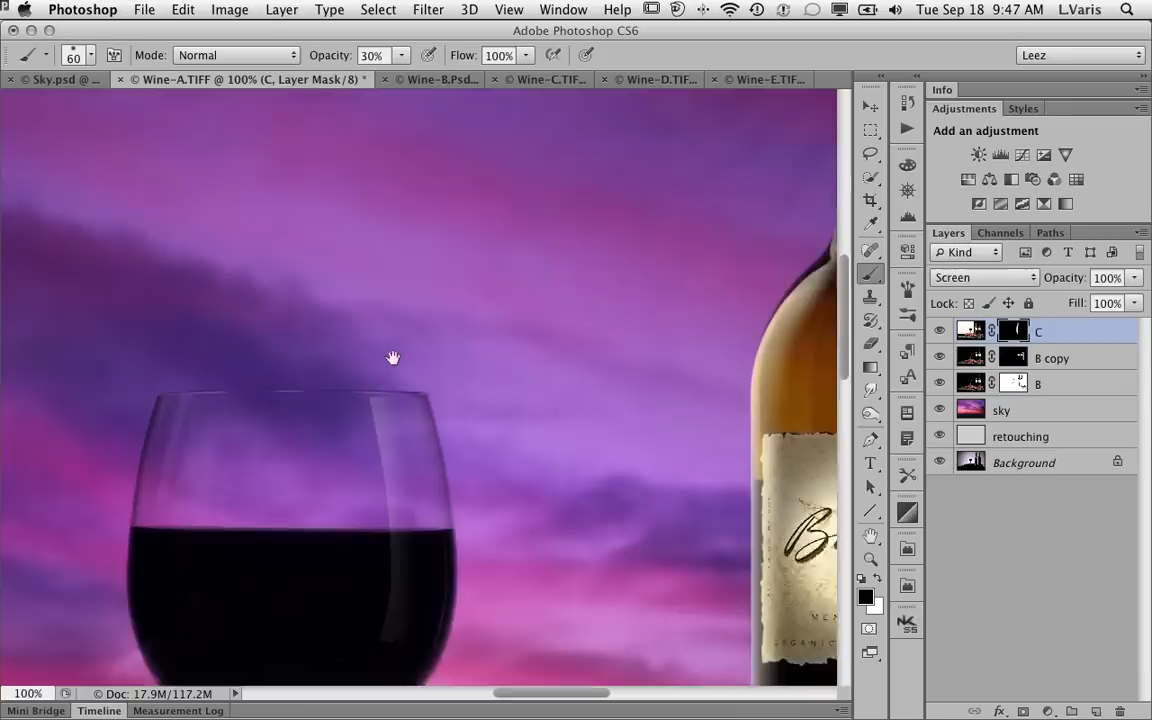 Photoshop File Edit Image Layer Type Select Filter 3D View Window Help Tue Sep 18 9:47 AM L.Varis
Adobe Photoshop CS6
60 Mode: Normal Opacity: 30% Flow: 100% Leez
× © Sky.psd @ ... × © Wine-A.TIFF @ 100% (C, Layer Mask/8) * × © Wine-B.Psd... × © Wine-C.TIF... × © Wine-D.TIF... × © Wine-E.TIF...
Info
Adjustments Styles
Add an adjustment
Layers Channels Paths
Kind
Screen Opacity: 100%
Lock: Fill: 100%
C
B copy
B
sky
retouching
Background
NK
S5
100% Doc: 17.9M/117.2M
Mini Bridge Timeline Measurement Log